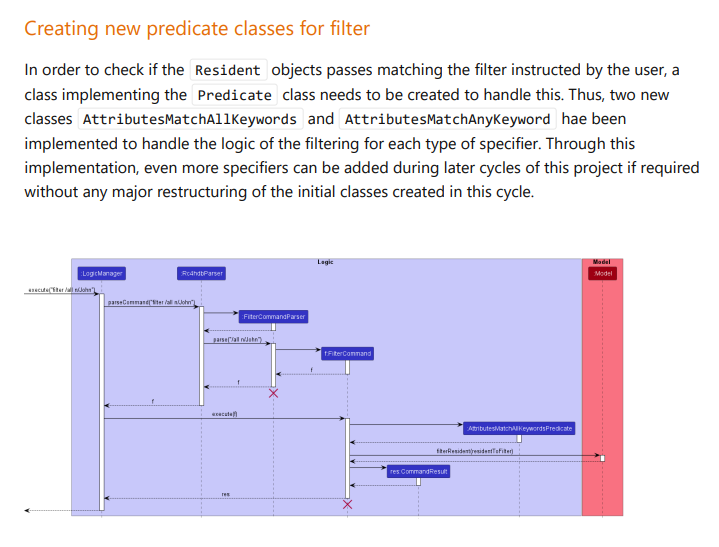 Creating new predicate classes for filter
In order to check if the Resident objects passes matching the filter instructed by the user, a
class implementing the Predicate class needs to be created to handle this. Thus, two new
classes AttributesMatchAllKeywords and AttributesMatchAnyKeyword hae been
implemented to handle the logic of the filtering for each type of specifier. Through this
implementation, even more specifiers can be added during later cycles of this project if required
without any major restructuring of the initial classes created in this cycle.
Logic
Model
:LogicManager
:Rc4hdbParser
:Model
execute("filter /all n/John")
parseCommand("filter /all n/John")
:FilterCommandParser
parse("/all n/John")
f:FilterCommand
f
f
f
execute(f)
:AttributesMatchAllKeywordsPredicate
filterResident(residentToFilter)
res:CommandResult
res